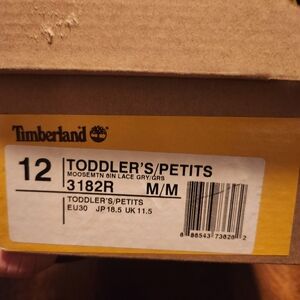 Timberland
12 TODDLER'S/PETITS
MOOSEMTN 6IN LACE GRY/GRS
3182R M/M
TODDLER'S/PETITS
EU30 JP18.5 UK11.5